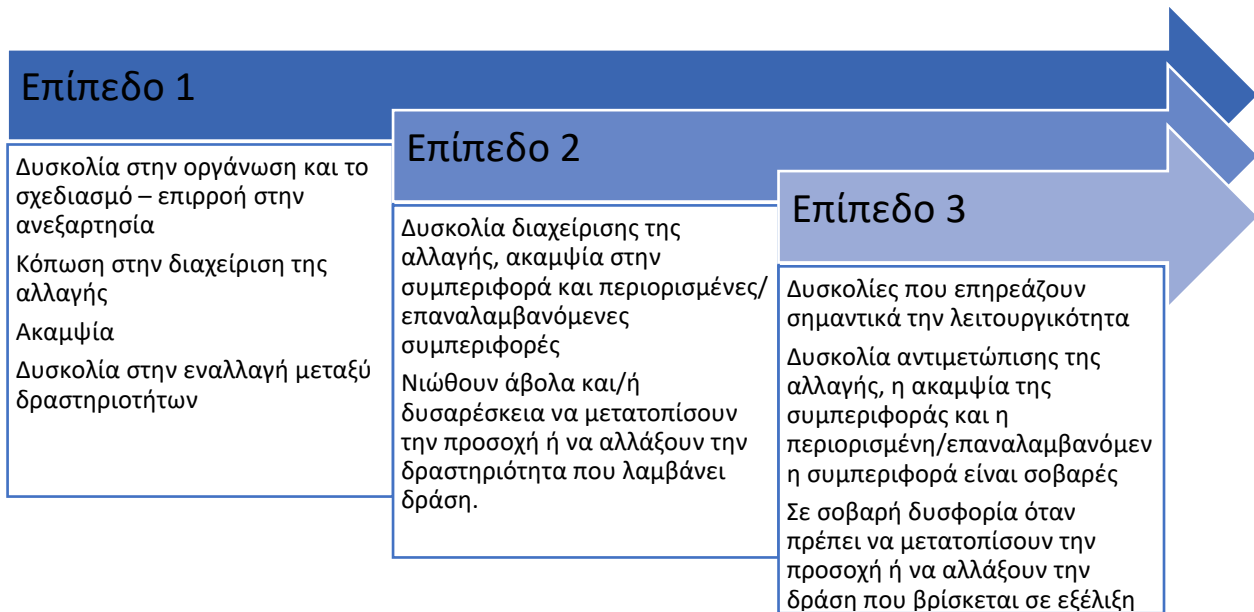 Επίπεδο 1
Δυσκολία στην οργάνωση και το
σχεδιασμό – επιρροή στην
ανεξαρτησία
Κόπωση στην διαχείριση της
αλλαγής
Ακαμψία
Δυσκολία στην εναλλαγή μεταξύ
δραστηριοτήτων
Επίπεδο 2
Δυσκολία διαχείρισης της
αλλαγής, ακαμψία στην
συμπεριφορά και περιορισμένες/
επαναλαμβανόμενες
συμπεριφορές
Νιώθουν άβολα και/ή
δυσαρέσκεια να μετατοπίσουν
την προσοχή ή να αλλάξουν την
δραστηριότητα που λαμβάνει
δράση.
Επίπεδο 3
Δυσκολίες που επηρεάζουν
σημαντικά την λειτουργικότητα
Δυσκολία αντιμετώπισης της
αλλαγής, η ακαμψία της
συμπεριφοράς και η
περιορισμένη/επαναλαμβανόμεν
η συμπεριφορά είναι σοβαρές
Σε σοβαρή δυσφορία όταν
πρέπει να μετατοπίσουν την
προσοχή ή να αλλάξουν την
δράση που βρίσκεται σε εξέλιξη